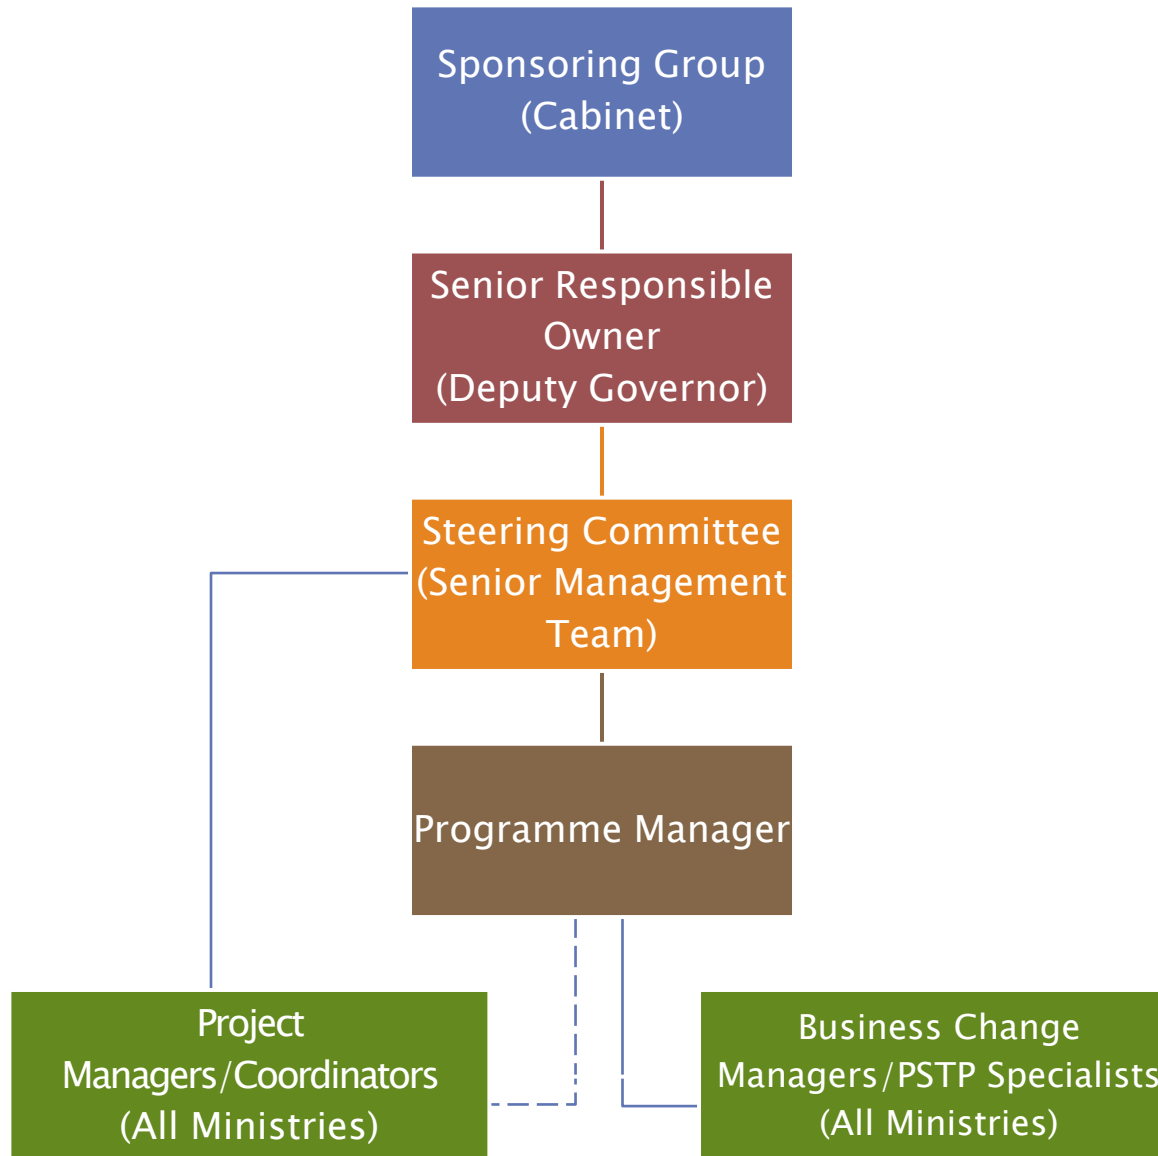 Sponsoring Group
(Cabinet)
Senior Responsible
Owner
(Deputy Governor)
Steering Committee
(Senior Management
Team)
Programme Manager
Project
Managers/Coordinators
(All Ministries)
Business Change
Managers/PSTP Specialists
(All Ministries)